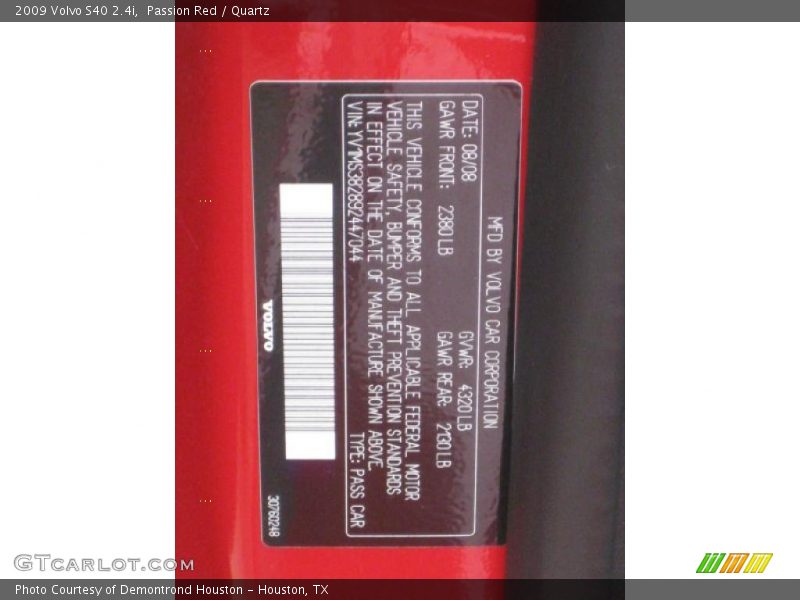 2009 Volvo S40 2.4i,  Passion Red / Quartz
MFD BY VOLVO CAR CORPORATION
DATE: 08/08 GVWR: 4320 LB
GAWR FRONT: 2380 LB GAWR REAR: 2130 LB
THIS VEHICLE CONFORMS TO ALL APPLICABLE FEDERAL MOTOR
VEHICLE SAFETY, BUMPER AND THEFT PREVENTION STANDARDS
IN EFFECT ON THE DATE OF MANUFACTURE SHOWN ABOVE.
VIN: YV1MS382892447044 TYPE: PASS CAR
VOLVO
30760248
GTCarLot.com
Photo Courtesy of Demontrond Houston - Houston, TX